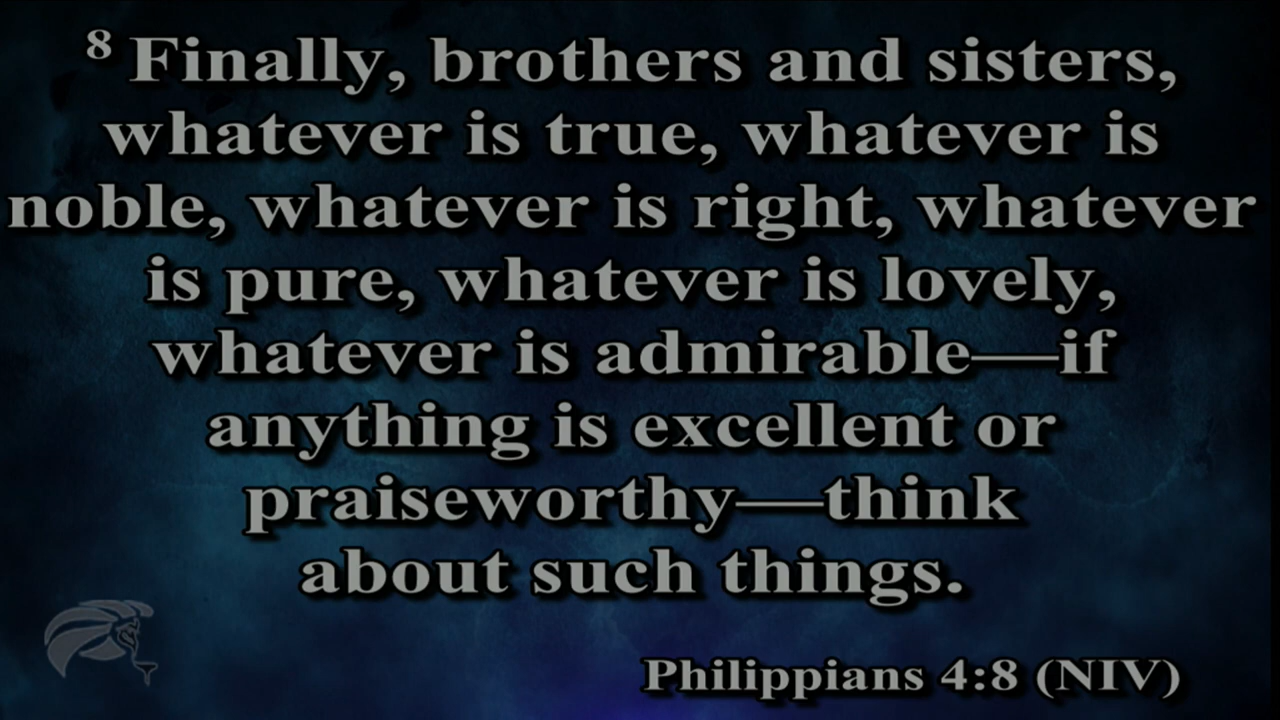 8 Finally, brothers and sisters,
whatever is true, whatever is
noble, whatever is right, whatever
is pure, whatever is lovely,
whatever is admirable—if
anything is excellent or
praiseworthy—think
about such things.
Philippians 4:8 (NIV)